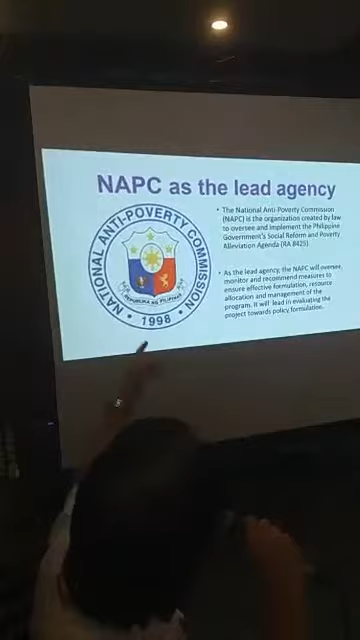 NAPC as the lead agency
NATIONAL ANTI-POVERTY COMMISSION
REPUBLIKA NG PILIPINAS
• 1998 •
• The National Anti-Poverty Commission
(NAPC) is the organization created by law
to oversee and implement the Philippine
Government's Social Reform and Poverty
Alleviation Agenda (RA 8425).
• As the lead agency, the NAPC will oversee,
monitor and recommend measures to
ensure effective formulation, resource
allocation and management of the
program. It will lead in evaluating the
project towards policy formulation.